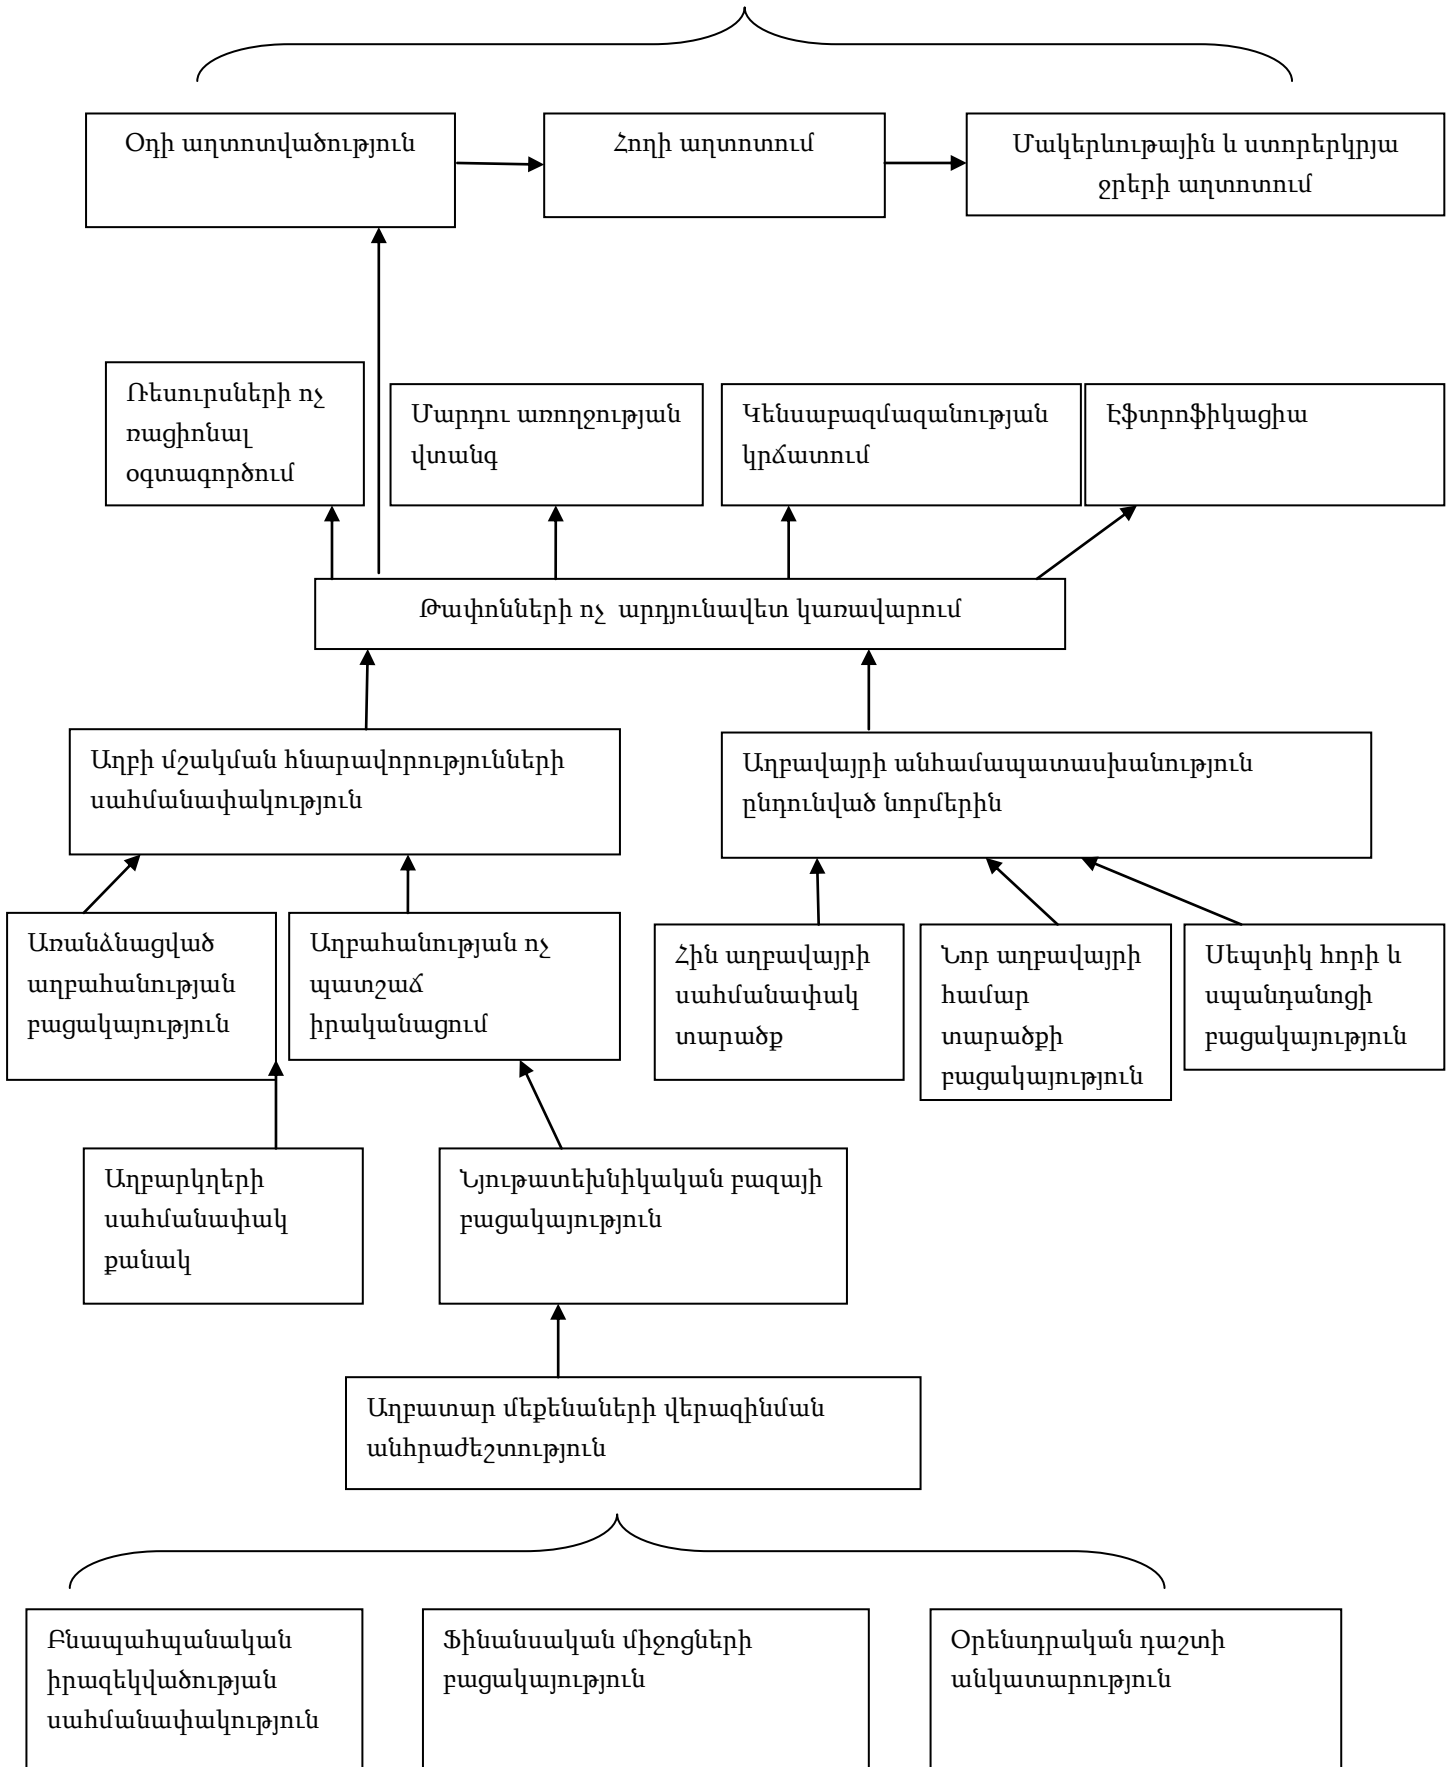 Օդի աղտոտվածություն
Հողի աղտոտում
Մակերևութային և ստորերկրյա
ջրերի աղտոտում
Ռեսուրսների ոչ
ռացիոնալ
օգտագործում
Մարդու առողջության
վտանգ
Կենսաբազմազանության
կրճատում
Էֆտրոֆիկացիա
Թափոնների ոչ արդյունավետ կառավարում
Աղբի մշակման հնարավորությունների
սահմանափակություն
Աղբավայրի անհամապատասխանություն
ընդունված նորմերին
Առանձնացված
աղբահանության
բացակայություն
Աղբահանության ոչ
պատշաճ
իրականացում
Հին աղբավայրի
սահմանափակ
տարածք
Նոր աղբավայրի
համար
տարածքի
բացակայություն
Սեպտիկ հորի և
սպանդանոցի
բացակայություն
Աղբարկղերի
սահմանափակ
քանակ
Նյութատեխնիկական բազայի
բացակայություն
Աղբատար մեքենաների վերազինման
անհրաժեշտություն
Բնապահպանական
իրազեկվածության
սահմանափակություն
Ֆինանսական միջոցների
բացակայություն
Օրենսդրական դաշտի
անկատարություն